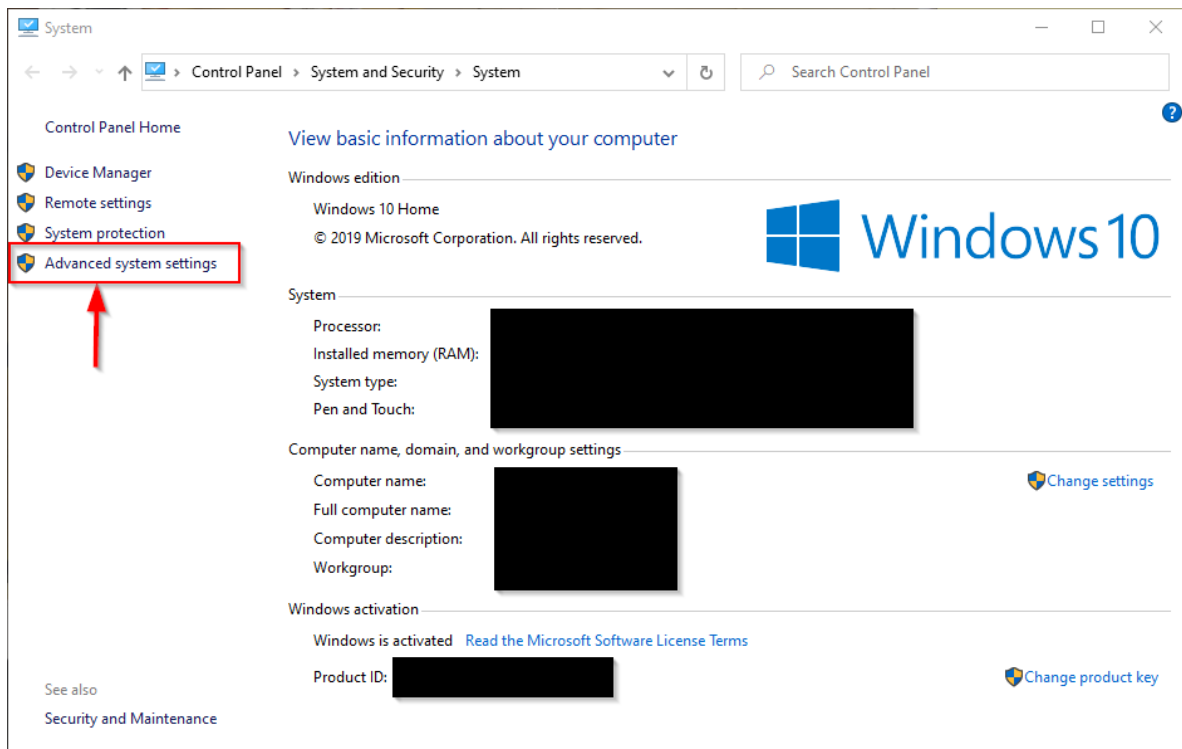 System
Control Panel > System and Security > System
Search Control Panel
?
Control Panel Home
Device Manager
Remote settings
System protection
Advanced system settings
See also
Security and Maintenance
View basic information about your computer
Windows edition
Windows 10 Home
© 2019 Microsoft Corporation. All rights reserved.
Windows 10
System
Processor:
Installed memory (RAM):
System type:
Pen and Touch:
Computer name, domain, and workgroup settings
Computer name:
Change settings
Full computer name:
Computer description:
Workgroup:
Windows activation
Windows is activated Read the Microsoft Software License Terms
Product ID:
Change product key